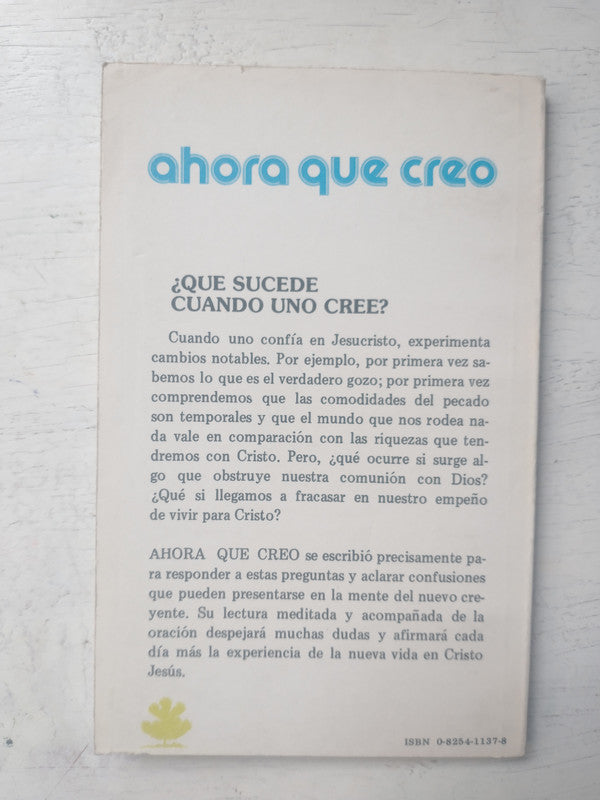 ahora que creo
¿QUE SUCEDE
CUANDO UNO CREE?
Cuando uno confía en Jesucristo, experimenta
cambios notables. Por ejemplo, por primera vez sa-
bemos lo que es el verdadero gozo; por primera vez
comprendemos que las comodidades del pecado
son temporales y que el mundo que nos rodea na-
da vale en comparación con las riquezas que ten-
dremos con Cristo. Pero, ¿qué ocurre si surge al-
go que obstruye nuestra comunión con Dios?
¿Qué si llegamos a fracasar en nuestro empeño
de vivir para Cristo?
AHORA QUE CREO se escribió precisamente pa-
ra responder a estas preguntas y aclarar confusiones
que pueden presentarse en la mente del nuevo cre-
yente. Su lectura meditada y acompañada de la
oración despejará muchas dudas y afirmará cada
día más la experiencia de la nueva vida en Cristo
Jesús.
ISBN 0-8254-1137-8